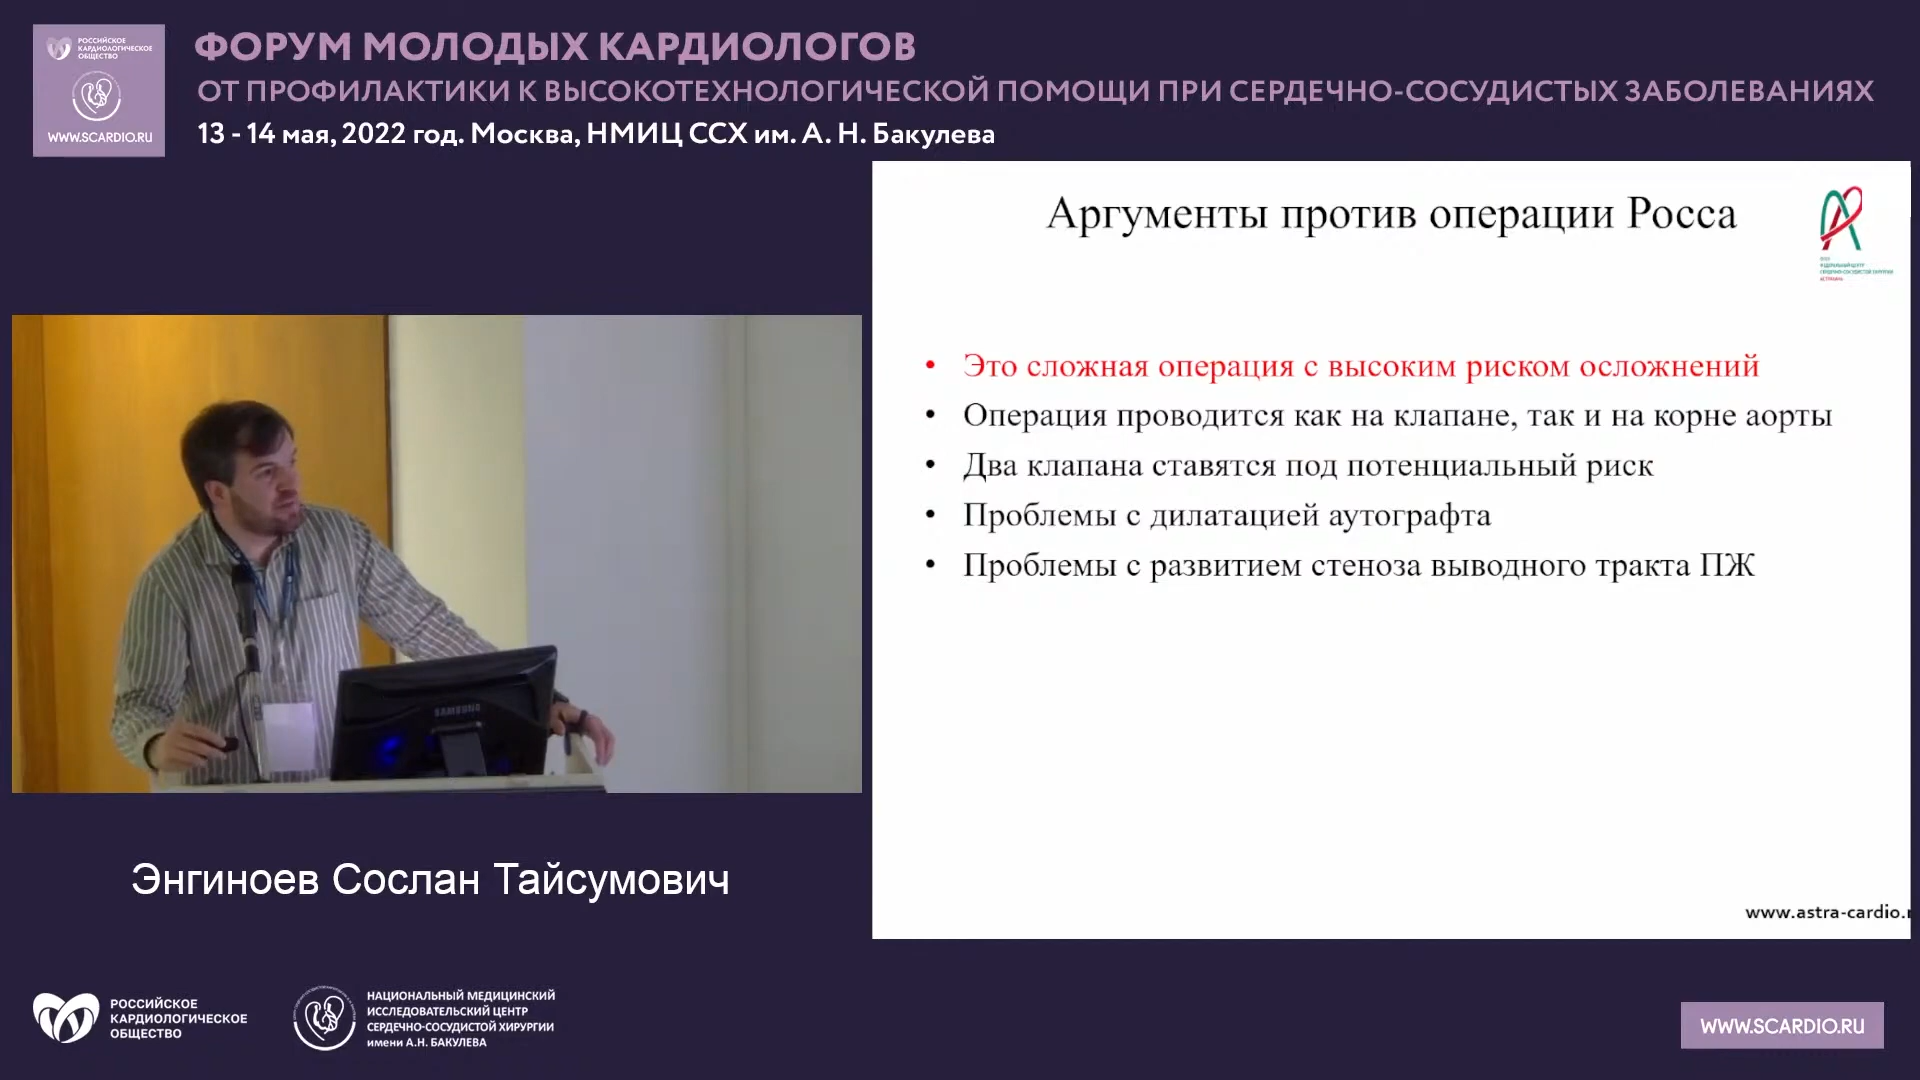 РОССИЙСКОЕ
КАРДИОЛОГИЧЕСКОЕ
ОБЩЕСТВО
WWW.SCARDIO.RU
ФОРУМ МОЛОДЫХ КАРДИОЛОГОВ
ОТ ПРОФИЛАКТИКИ К ВЫСОКОТЕХНОЛОГИЧЕСКОЙ ПОМОЩИ ПРИ СЕРДЕЧНО-СОСУДИСТЫХ ЗАБОЛЕВАНИЯХ
13 - 14 мая, 2022 год. Москва, НМИЦ ССХ им. А. Н. Бакулева
Аргументы против операции Росса
• Это сложная операция с высоким риском осложнений
• Операция проводится как на клапане, так и на корне аорты
• Два клапана ставятся под потенциальный риск
• Проблемы с дилатацией аутографта
• Проблемы с развитием стеноза выводного тракта ПЖ
www.astra-cardio.r
SAMSUNG
Энгиноев Сослан Тайсумович
РОССИЙСКОЕ
КАРДИОЛОГИЧЕСКОЕ
ОБЩЕСТВО
НАЦИОНАЛЬНЫЙ МЕДИЦИНСКИЙ
ИССЛЕДОВАТЕЛЬСКИЙ ЦЕНТР
СЕРДЕЧНО-СОСУДИСТОЙ ХИРУРГИИ
имени А.Н. БАКУЛЕВА
WWW.SCARDIO.RU